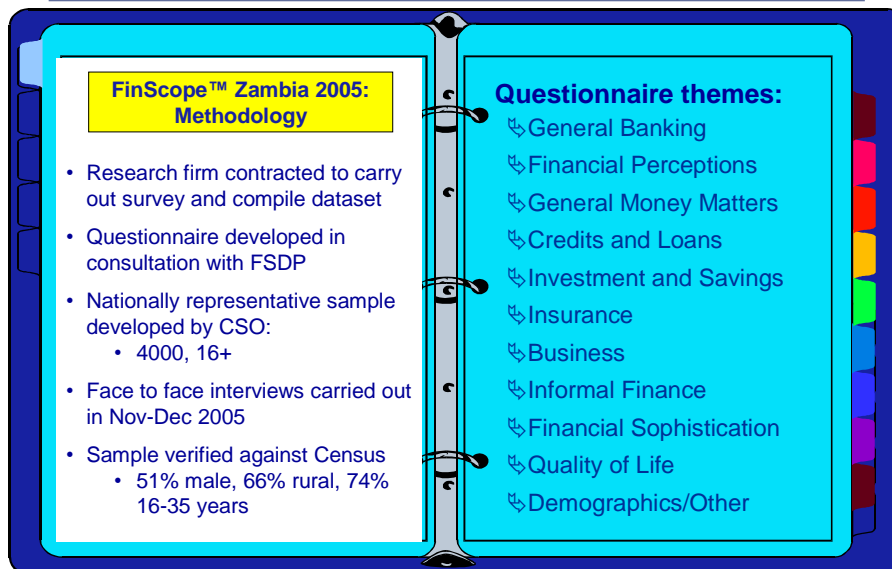 FinScope™ Zambia 2005:
Methodology
• Research firm contracted to carry
out survey and compile dataset
• Questionnaire developed in
consultation with FSDP
• Nationally representative sample
developed by CSO:
• 4000, 16+
• Face to face interviews carried out
in Nov-Dec 2005
• Sample verified against Census
• 51% male, 66% rural, 74%
16-35 years
Questionnaire themes:
General Banking
Financial Perceptions
General Money Matters
Credits and Loans
Investment and Savings
Insurance
Business
Informal Finance
Financial Sophistication
Quality of Life
Demographics/Other